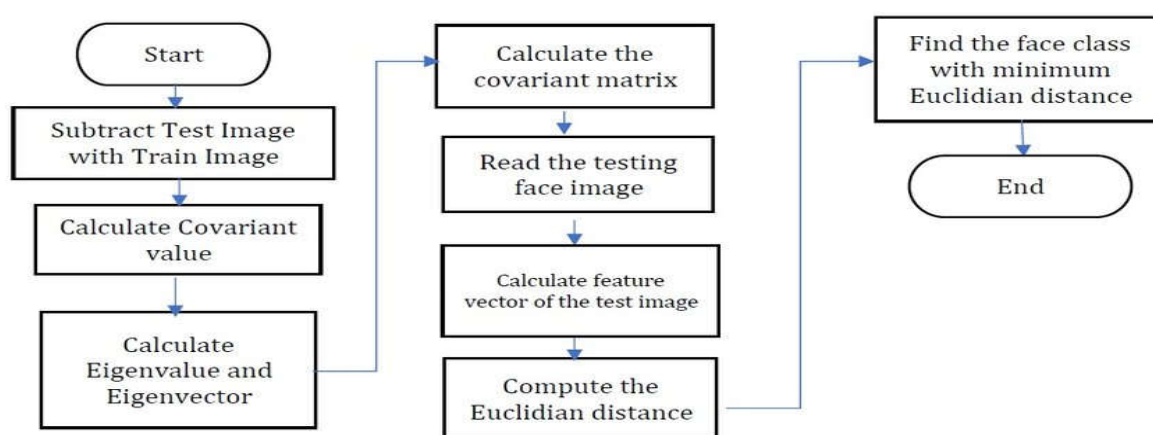 Start
Subtract Test Image
with Train Image
Calculate Covariant
value
Calculate
Eigenvalue and
Eigenvector
Calculate the
covariant matrix
Read the testing
face image
Calculate feature
vector of the test image
Compute the
Euclidian distance
Find the face class
with minimum
Euclidian distance
End